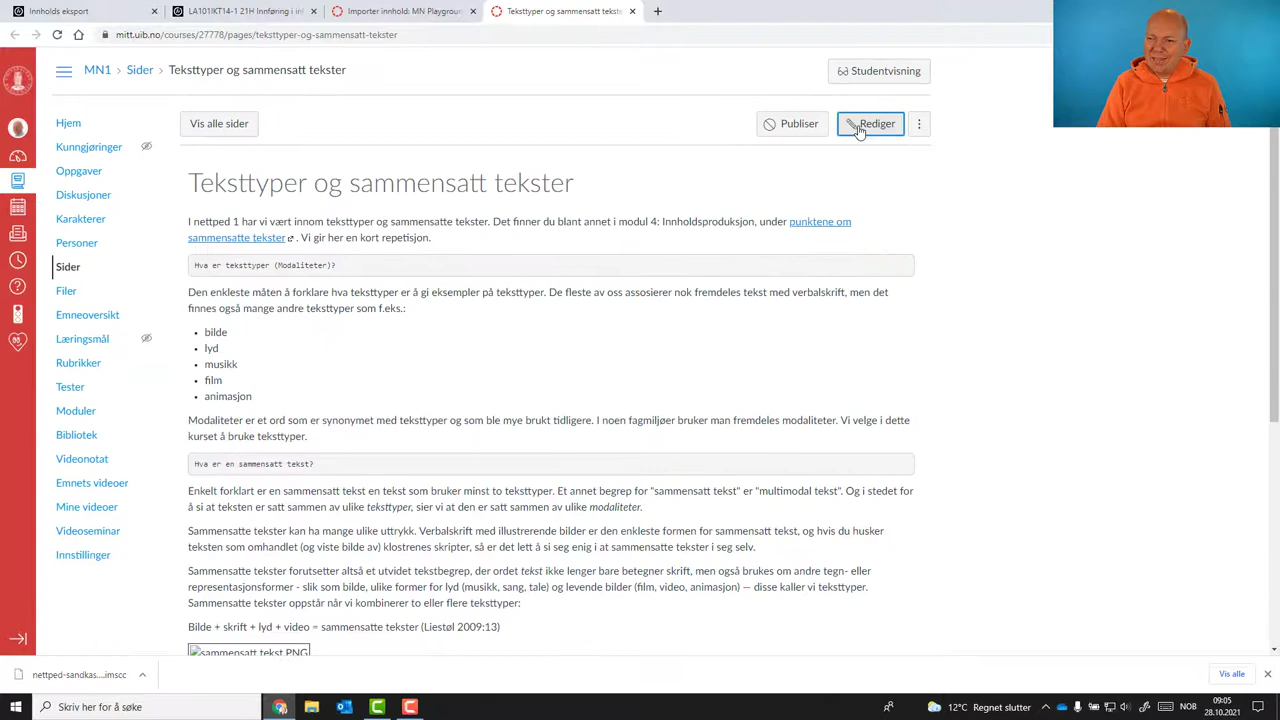 Innholds eksport
LA101IKT14-1 21H Innføring i in
Importer innhold: MN Playground
Teksttyper og sammensatt tekste
mitt.uib.no/courses/27778/pages/teksttyper-og-sammensatt-tekster
MN1 › Sider › Teksttyper og sammensatt tekster
Studentvisning
Vis alle sider
Publiser
Rediger
Hjem
Kunngjøringer
Oppgaver
Diskusjoner
Karakterer
Personer
Sider
Filer
Emneoversikt
Læringsmål
Rubrikker
Tester
Moduler
Bibliotek
Videonotat
Emnets videoer
Mine videoer
Videoseminar
Innstillinger
Teksttyper og sammensatt tekster
I nettped 1 har vi vært innom teksttyper og sammensatte tekster. Det finner du blant annet i modul 4: Innholdsproduksjon, under punktene om
sammensatte tekster . Vi gir her en kort repetisjon.
Hva er teksttyper (Modaliteter)?
Den enkleste måten å forklare hva teksttyper er å gi eksempler på teksttyper. De fleste av oss assosierer nok fremdeles tekst med verbalskrift, men det
finnes også mange andre teksttyper som f.eks.:
• bilde
• lyd
• musikk
• film
• animasjon
Modaliteter er et ord som er synonymet med teksttyper og som ble mye brukt tidligere. I noen fagmiljøer bruker man fremdeles modaliteter. Vi velge i dette
kurset å bruke teksttyper.
Hva er en sammensatt tekst?
Enkelt forklart er en sammensatt tekst en tekst som bruker minst to teksttyper. Et annet begrep for "sammensatt tekst" er "multimodal tekst". Og i stedet for
å si at teksten er satt sammen av ulike teksttyper, sier vi at den er satt sammen av ulike modaliteter.
Sammensatte tekster kan ha mange ulike uttrykk. Verbalskrift med illustrerende bilder er den enkleste formen for sammensatt tekst, og hvis du husker
teksten som omhandlet (og viste bilde av) klostrenes skripter, så er det lett å si seg enig i at sammensatte tekster i seg selv.
Sammensatte tekster forutsetter altså et utvidet tekstbegrep, der ordet tekst ikke lenger bare betegner skrift, men også brukes om andre tegn- eller
representasjonsformer - slik som bilde, ulike former for lyd (musikk, sang, tale) og levende bilder (film, video, animasjon) — disse kaller vi teksttyper.
Sammensatte tekster oppstår når vi kombinerer to eller flere teksttyper:
Bilde + skrift + lyd + video = sammensatte tekster (Liestøl 2009:13)
sammensatt tekst.PNG
nettped-sandkas....imscc
Vis alle
Skriv her for å søke
12°C Regnet slutter
NOB
09:05
28.10.2021